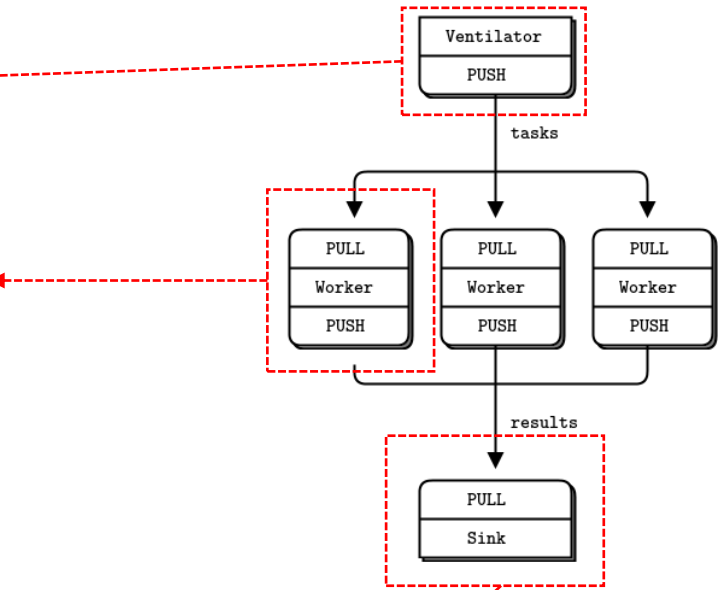 Ventilator
PUSH
tasks
PULL PULL PULL
Worker Worker Worker
PUSH PUSH PUSH
results
PULL
Sink